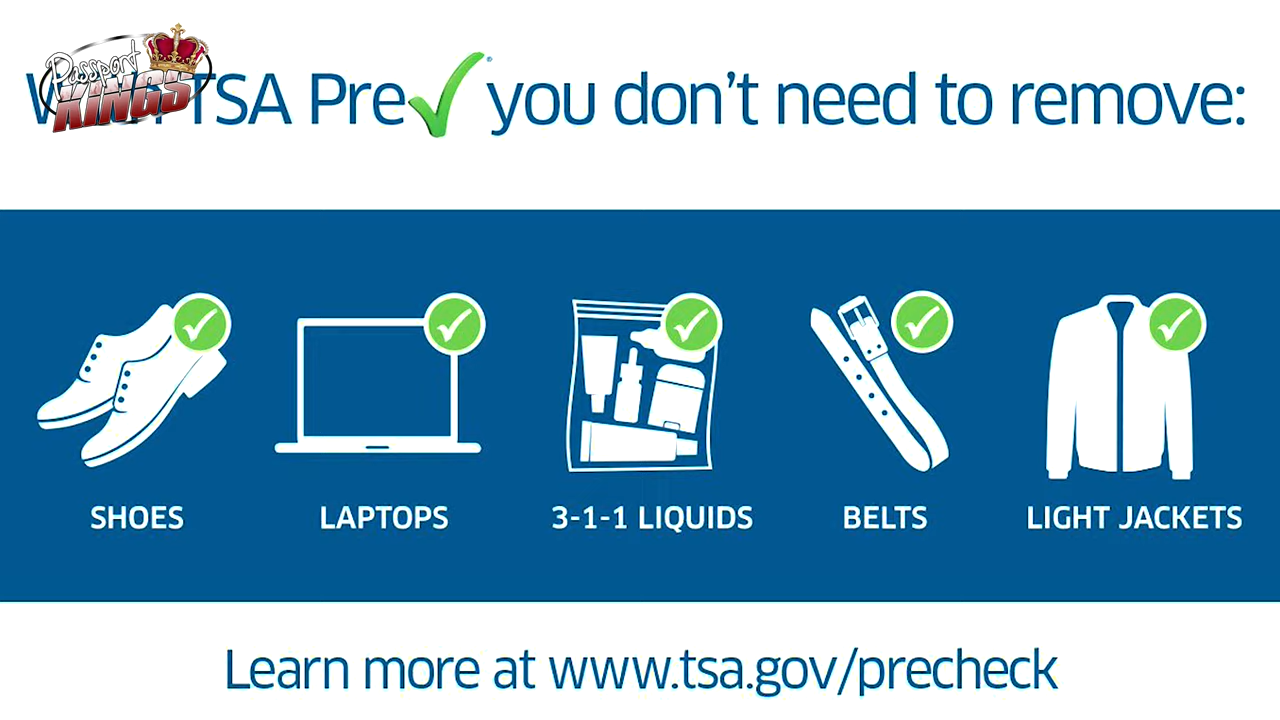 Passport
KINGS
TSA Pre✓® you don't need to remove:
SHOES
LAPTOPS
3-1-1 LIQUIDS
BELTS
LIGHT JACKETS
Learn more at www.tsa.gov/precheck